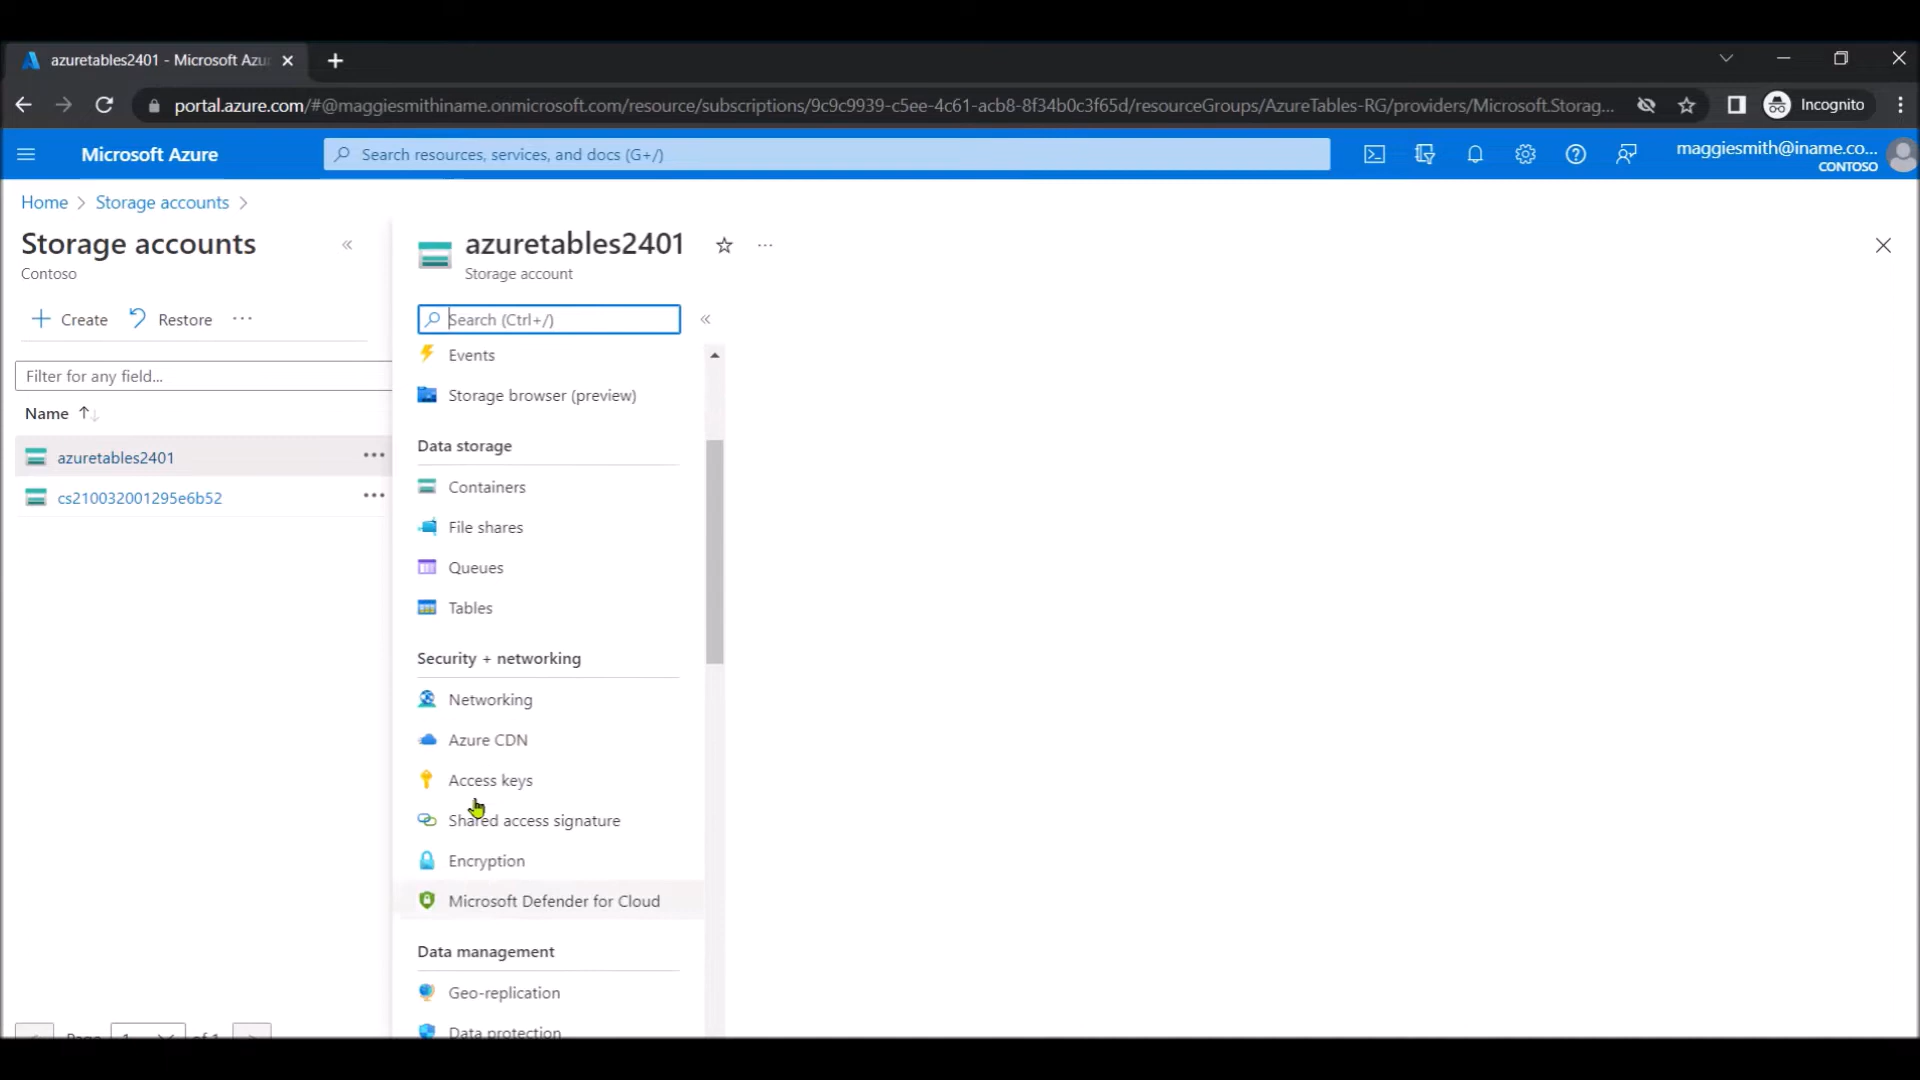 azuretables2401 - Microsoft Azu
portal.azure.com/#@maggiesmithiname.onmicrosoft.com/resource/subscriptions/9c9c9939-c5ee-4c61-acb8-8f34b0c3f65d/resourceGroups/AzureTables-RG/providers/Microsoft.Storag...
Incognito
Microsoft Azure
Search resources, services, and docs (G+/)
maggiesmith@iname.co...
CONTOSO
Home > Storage accounts >
Storage accounts
Contoso
Create
Restore
...
Filter for any field...
Name
azuretables2401
...
cs210032001295e6b52
...
azuretables2401
...
Storage account
Search (Ctrl+/)
Events
Storage browser (preview)
Data storage
Containers
File shares
Queues
Tables
Security + networking
Networking
Azure CDN
Access keys
Shared access signature
Encryption
Microsoft Defender for Cloud
Data management
Geo-replication
Data protection
Page 1 of 1